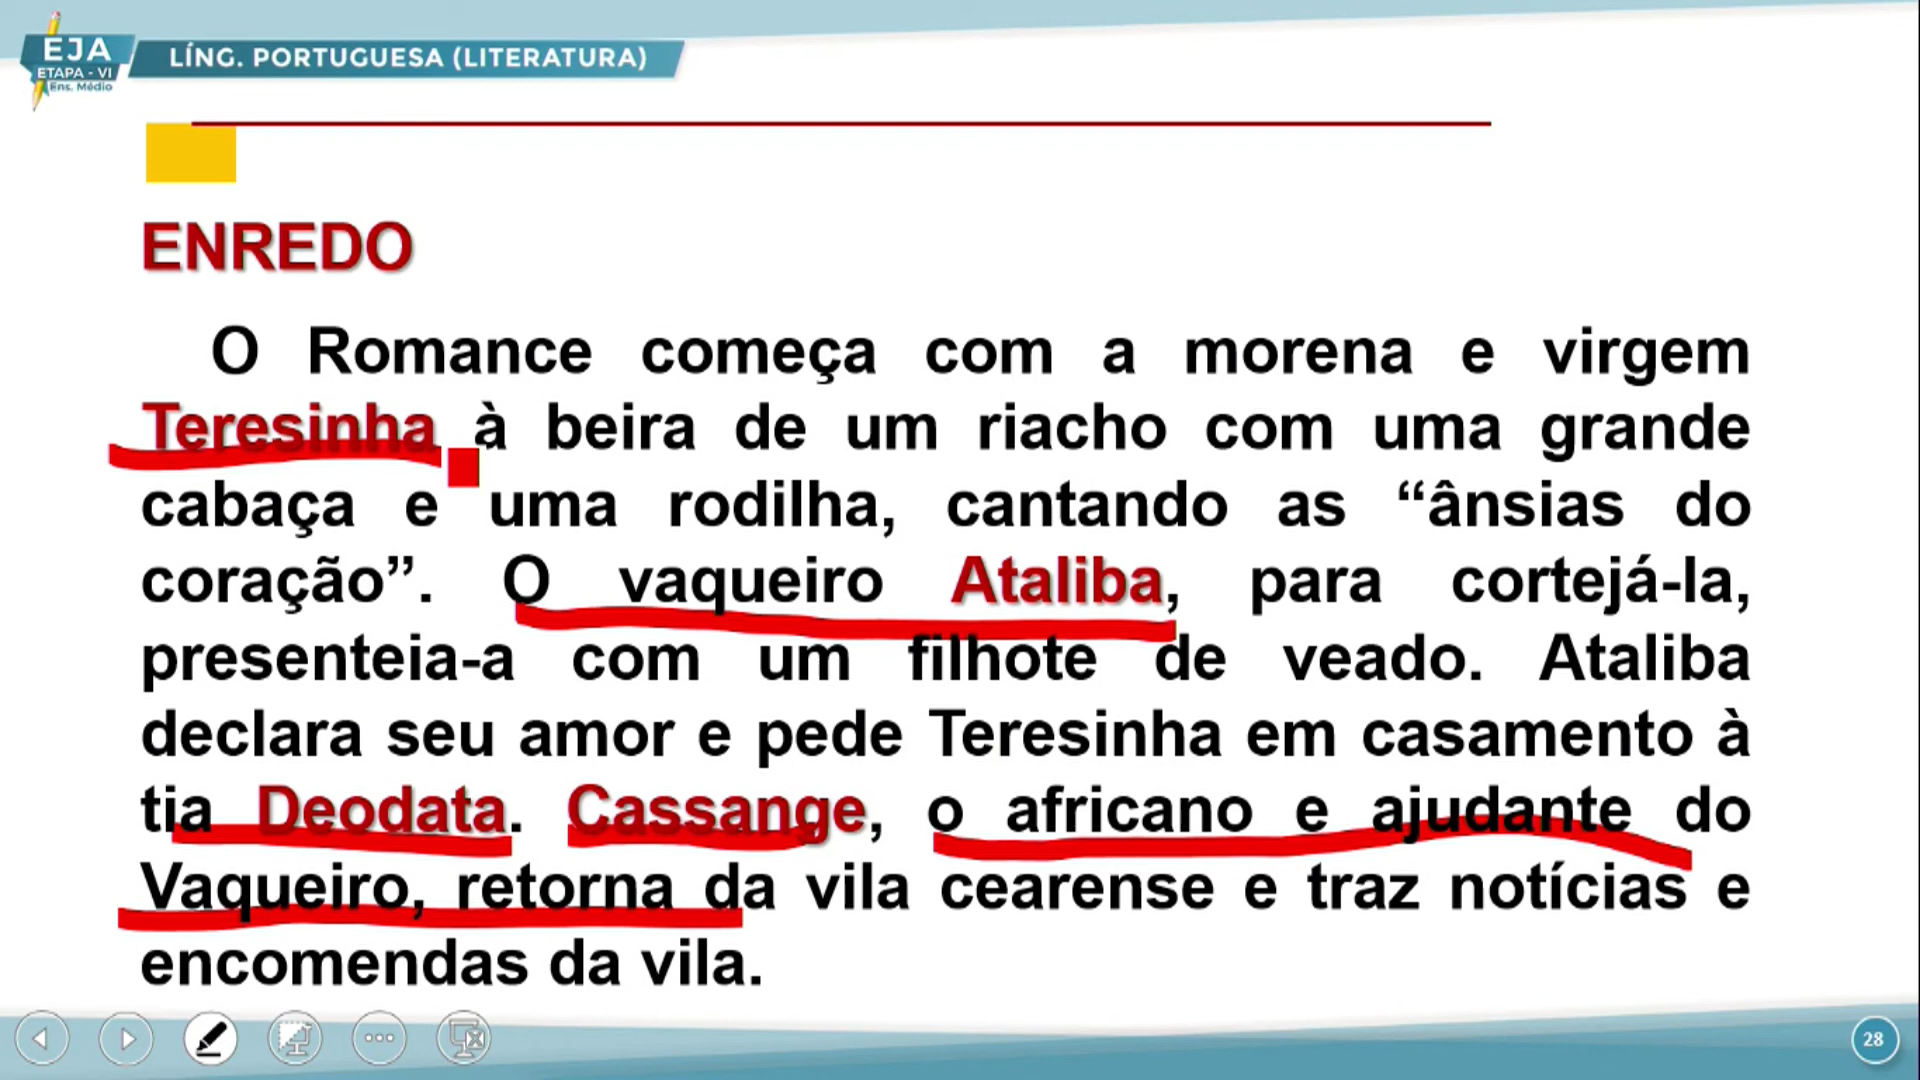 EJA
ETAPA - VI
Ens. Médio
LÍNG. PORTUGUESA (LITERATURA)
ENREDO
O Romance começa com a morena e virgem
Teresinha à beira de um riacho com uma grande
cabaça e uma rodilha, cantando as “ânsias do
coração”. O vaqueiro Ataliba, para cortejá-la,
presenteia-a com um filhote de veado. Ataliba
declara seu amor e pede Teresinha em casamento à
tia Deodata. Cassange, o africano e ajudante do
Vaqueiro, retorna da vila cearense e traz notícias e
encomendas da vila.
28